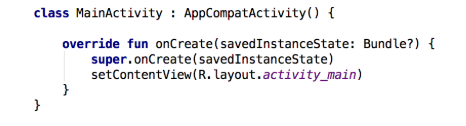 class MainActivity : AppCompatActivity() {
override fun onCreate(savedInstanceState: Bundle?) {
super.onCreate(savedInstanceState)
setContentView(R.layout.activity_main)
}
}